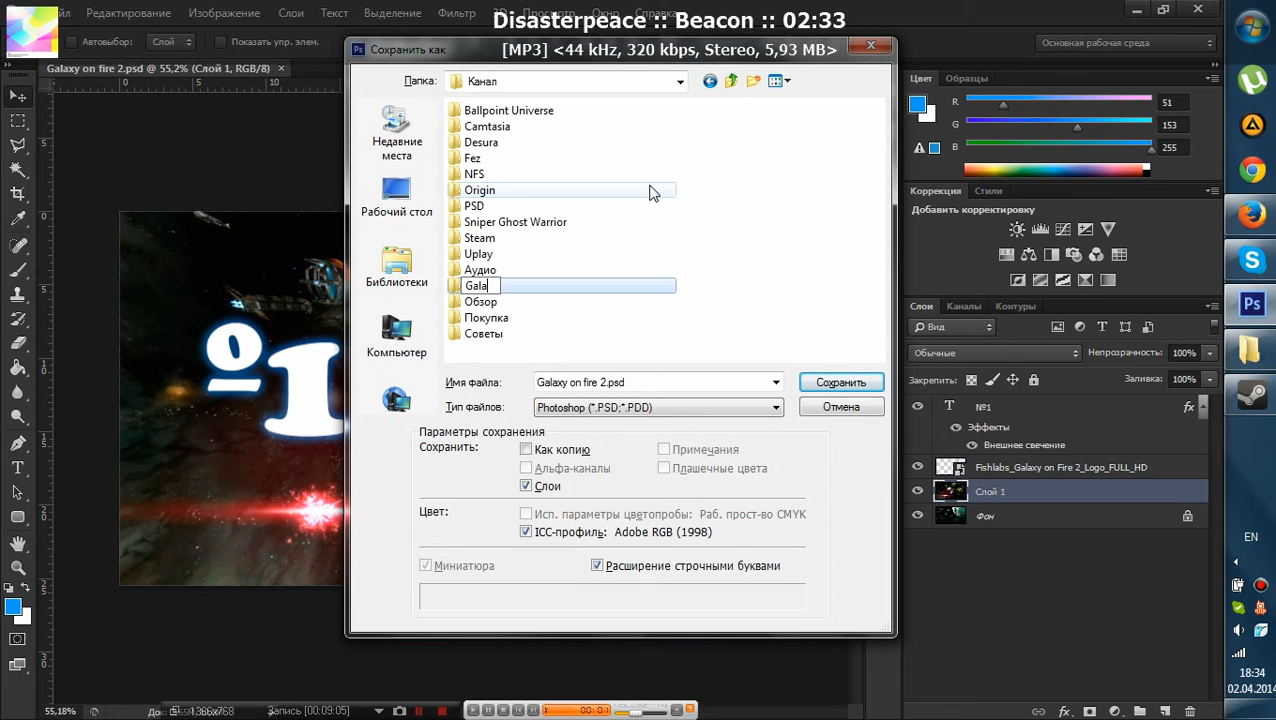 Disasterpeace :: Beacon :: 02:33
[MP3] <44 kHz, 320 kbps, Stereo, 5,93 MB>
Редактирование Изображение Слои Текст Выделение Фильтр
Автовыбор: Слой Показать упр. элем.
Основная рабочая среда
Galaxy on fire 2.psd @ 55,2% (Слой 1, RGB/8)
Сохранить как
Папка: Канал
Недавние места
Рабочий стол
Библиотеки
Компьютер
Ballpoint Universe
Camtasia
Desura
Fez
NFS
Origin
PSD
Sniper Ghost Warrior
Steam
Uplay
Аудио
Gala
Обзор
Покупка
Советы
Имя файла: Galaxy on fire 2.psd Сохранить
Тип файлов: Photoshop (*.PSD;*.PDD) Отмена
Параметры сохранения
Сохранить: Как копию Примечания
Альфа-каналы Плашечные цвета
Слои
Цвет: Исп. параметры цветопробы: Раб. прост-во CMYK
ICC-профиль: Adobe RGB (1998)
Миниатюра Расширение строчными буквами
№1
Цвет Образцы
R 51
G 153
B 255
Коррекция Стили
Добавить корректировку
Слои Каналы Контуры
Вид
Обычные Непрозрачность: 100%
Закрепить: Заливка: 100%
№1 fx
Эффекты
Внешнее свечение
Fishlabs_Galaxy on Fire 2_Logo_FULL_HD
Слой 1
Фон
EN
18:34
02.04.2014
55,18% Запись [00:09:05]